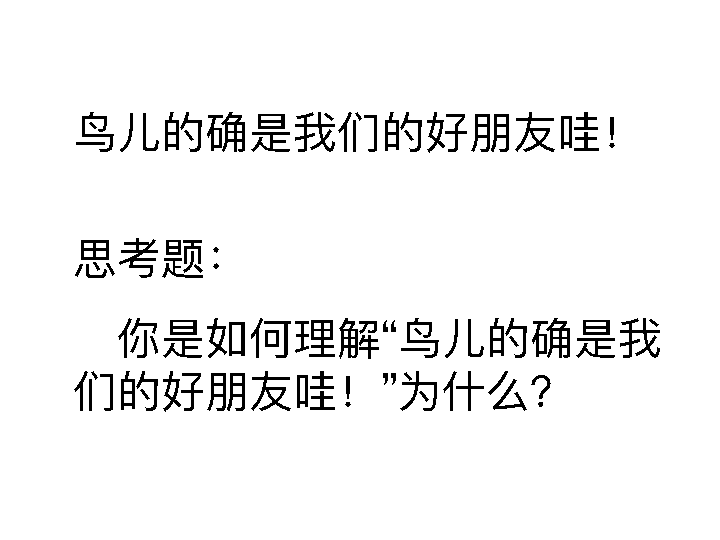 鸟儿的确是我们的好朋友哇！
思考题：
你是如何理解“鸟儿的确是我
们的好朋友哇！”为什么？